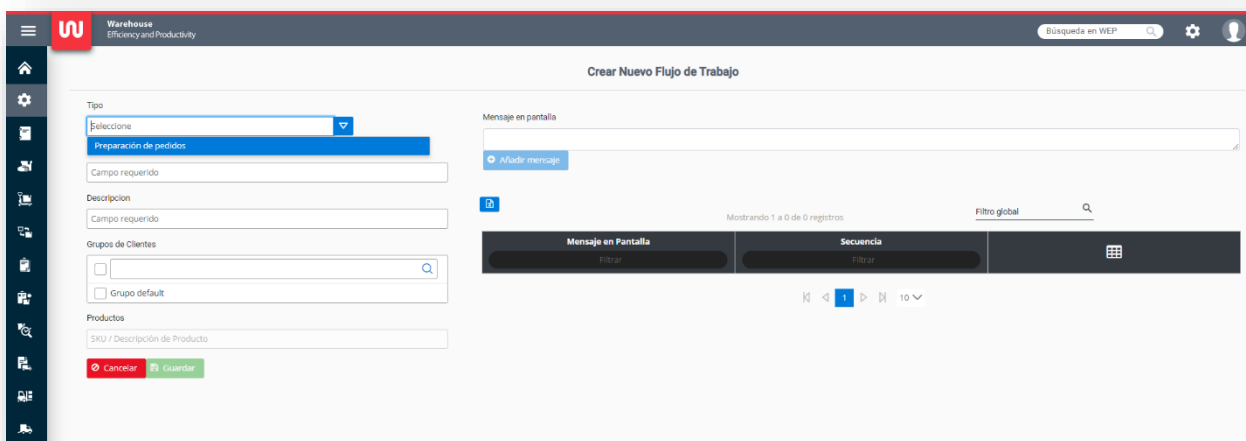 Warehouse
Efficiency and Productivity
Búsqueda en WEP
Crear Nuevo Flujo de Trabajo
Tipo
Seleccione
Preparación de pedidos
Campo requerido
Descripcion
Campo requerido
Grupos de Clientes
Grupo default
Productos
SKU / Descripción de Producto
Cancelar
Guardar
Mensaje en pantalla
Añadir mensaje
Mostrando 1 a 0 de 0 registros
Filtro global
Mensaje en Pantalla
Secuencia
Filtrar
Filtrar
1
10